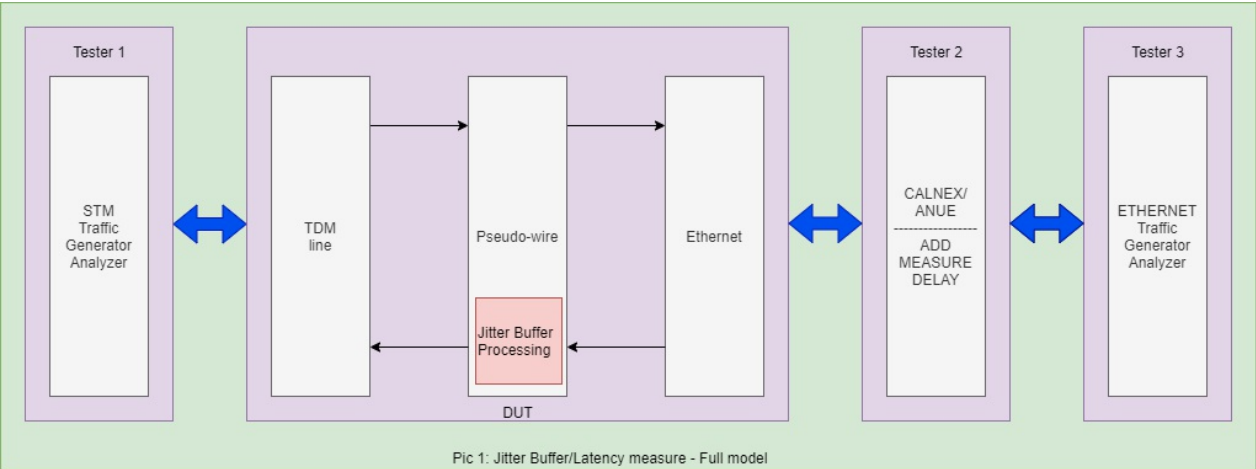 Tester 1
STM
Traffic
Generator
Analyzer
TDM
line
Pseudo-wire
Jitter Buffer
Processing
Ethernet
DUT
Tester 2
CALNEX/
ANUE
-----------------
ADD
MEASURE
DELAY
Tester 3
ETHERNET
Traffic
Generator
Analyzer
Pic 1: Jitter Buffer/Latency measure - Full model